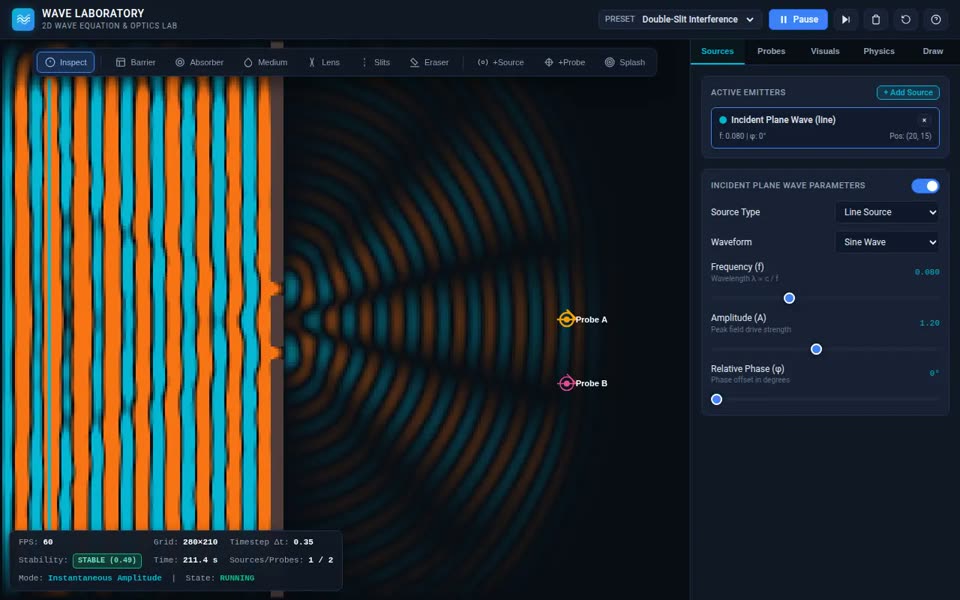 WAVE LABORATORY
2D WAVE EQUATION & OPTICS LAB
PRESET Double-Slit Interference
Pause
Inspect Barrier Absorber Medium Lens Slits Eraser +Source +Probe Splash
Sources Probes Visuals Physics Draw
ACTIVE EMITTERS
+ Add Source
Incident Plane Wave (line) ×
f: 0.080 | φ: 0° Pos: (20, 15)
INCIDENT PLANE WAVE PARAMETERS
Source Type Line Source
Waveform Sine Wave
Frequency (f) 0.080
Wavelength λ = c / f
Amplitude (A) 1.20
Peak field drive strength
Relative Phase (φ) 0°
Phase offset in degrees
Probe A
Probe B
FPS: 60 Grid: 280×210 Timestep Δt: 0.35
Stability: STABLE (0.49) Time: 211.4 s Sources/Probes: 1 / 2
Mode: Instantaneous Amplitude | State: RUNNING